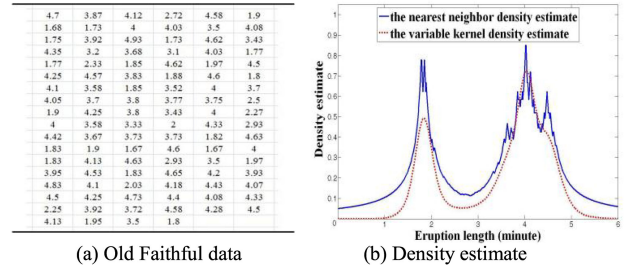 4.7 3.87 4.12 2.72 4.58 1.9
1.68 1.73 4 4.03 3.5 4.08
1.75 3.92 4.93 1.73 4.62 3.43
4.35 3.2 3.68 3.1 4.03 1.77
1.77 2.33 1.85 4.62 1.97 4.5
4.25 4.57 3.83 1.88 4.6 1.8
4.1 3.58 1.85 3.52 4 3.7
4.05 3.7 3.8 3.77 3.75 2.5
1.9 4.25 3.8 3.43 4 2.27
4 3.58 3.33 2 4.33 2.93
4.42 3.67 3.73 3.73 1.82 4.63
1.83 1.9 1.67 4.6 1.67 4
1.83 4.13 4.63 2.93 3.5 1.97
3.95 4.53 1.83 4.65 4.2 3.93
4.83 4.1 2.03 4.18 4.43 4.07
4.5 4.25 4.73 4.4 4.08 4.33
2.25 3.92 3.72 4.58 4.28 4.5
4.13 1.95 3.5 1.8
(a) Old Faithful data
the nearest neighbor density estimate
the variable kernel density estimate
Density estimate
1
0.9
0.8
0.7
0.6
0.5
0.4
0.3
0.2
0.1
0
0 1 2 3 4 5 6
Eruption length (minute)
(b) Density estimate